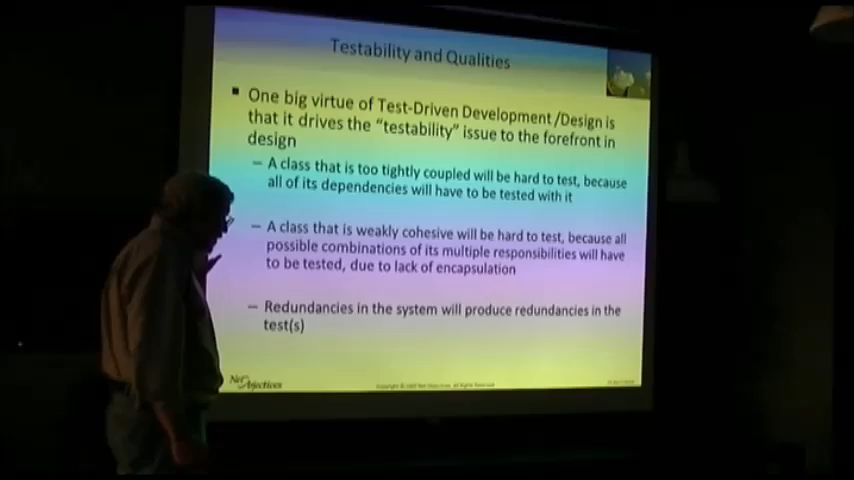 Testability and Qualities
▪ One big virtue of Test-Driven Development/Design is
that it drives the "testability" issue to the forefront in
design
– A class that is too tightly coupled will be hard to test, because
all of its dependencies will have to be tested with it
– A class that is weakly cohesive will be hard to test, because all
possible combinations of its multiple responsibilities will have
to be tested, due to lack of encapsulation
– Redundancies in the system will produce redundancies in the
test(s)
Net Objectives